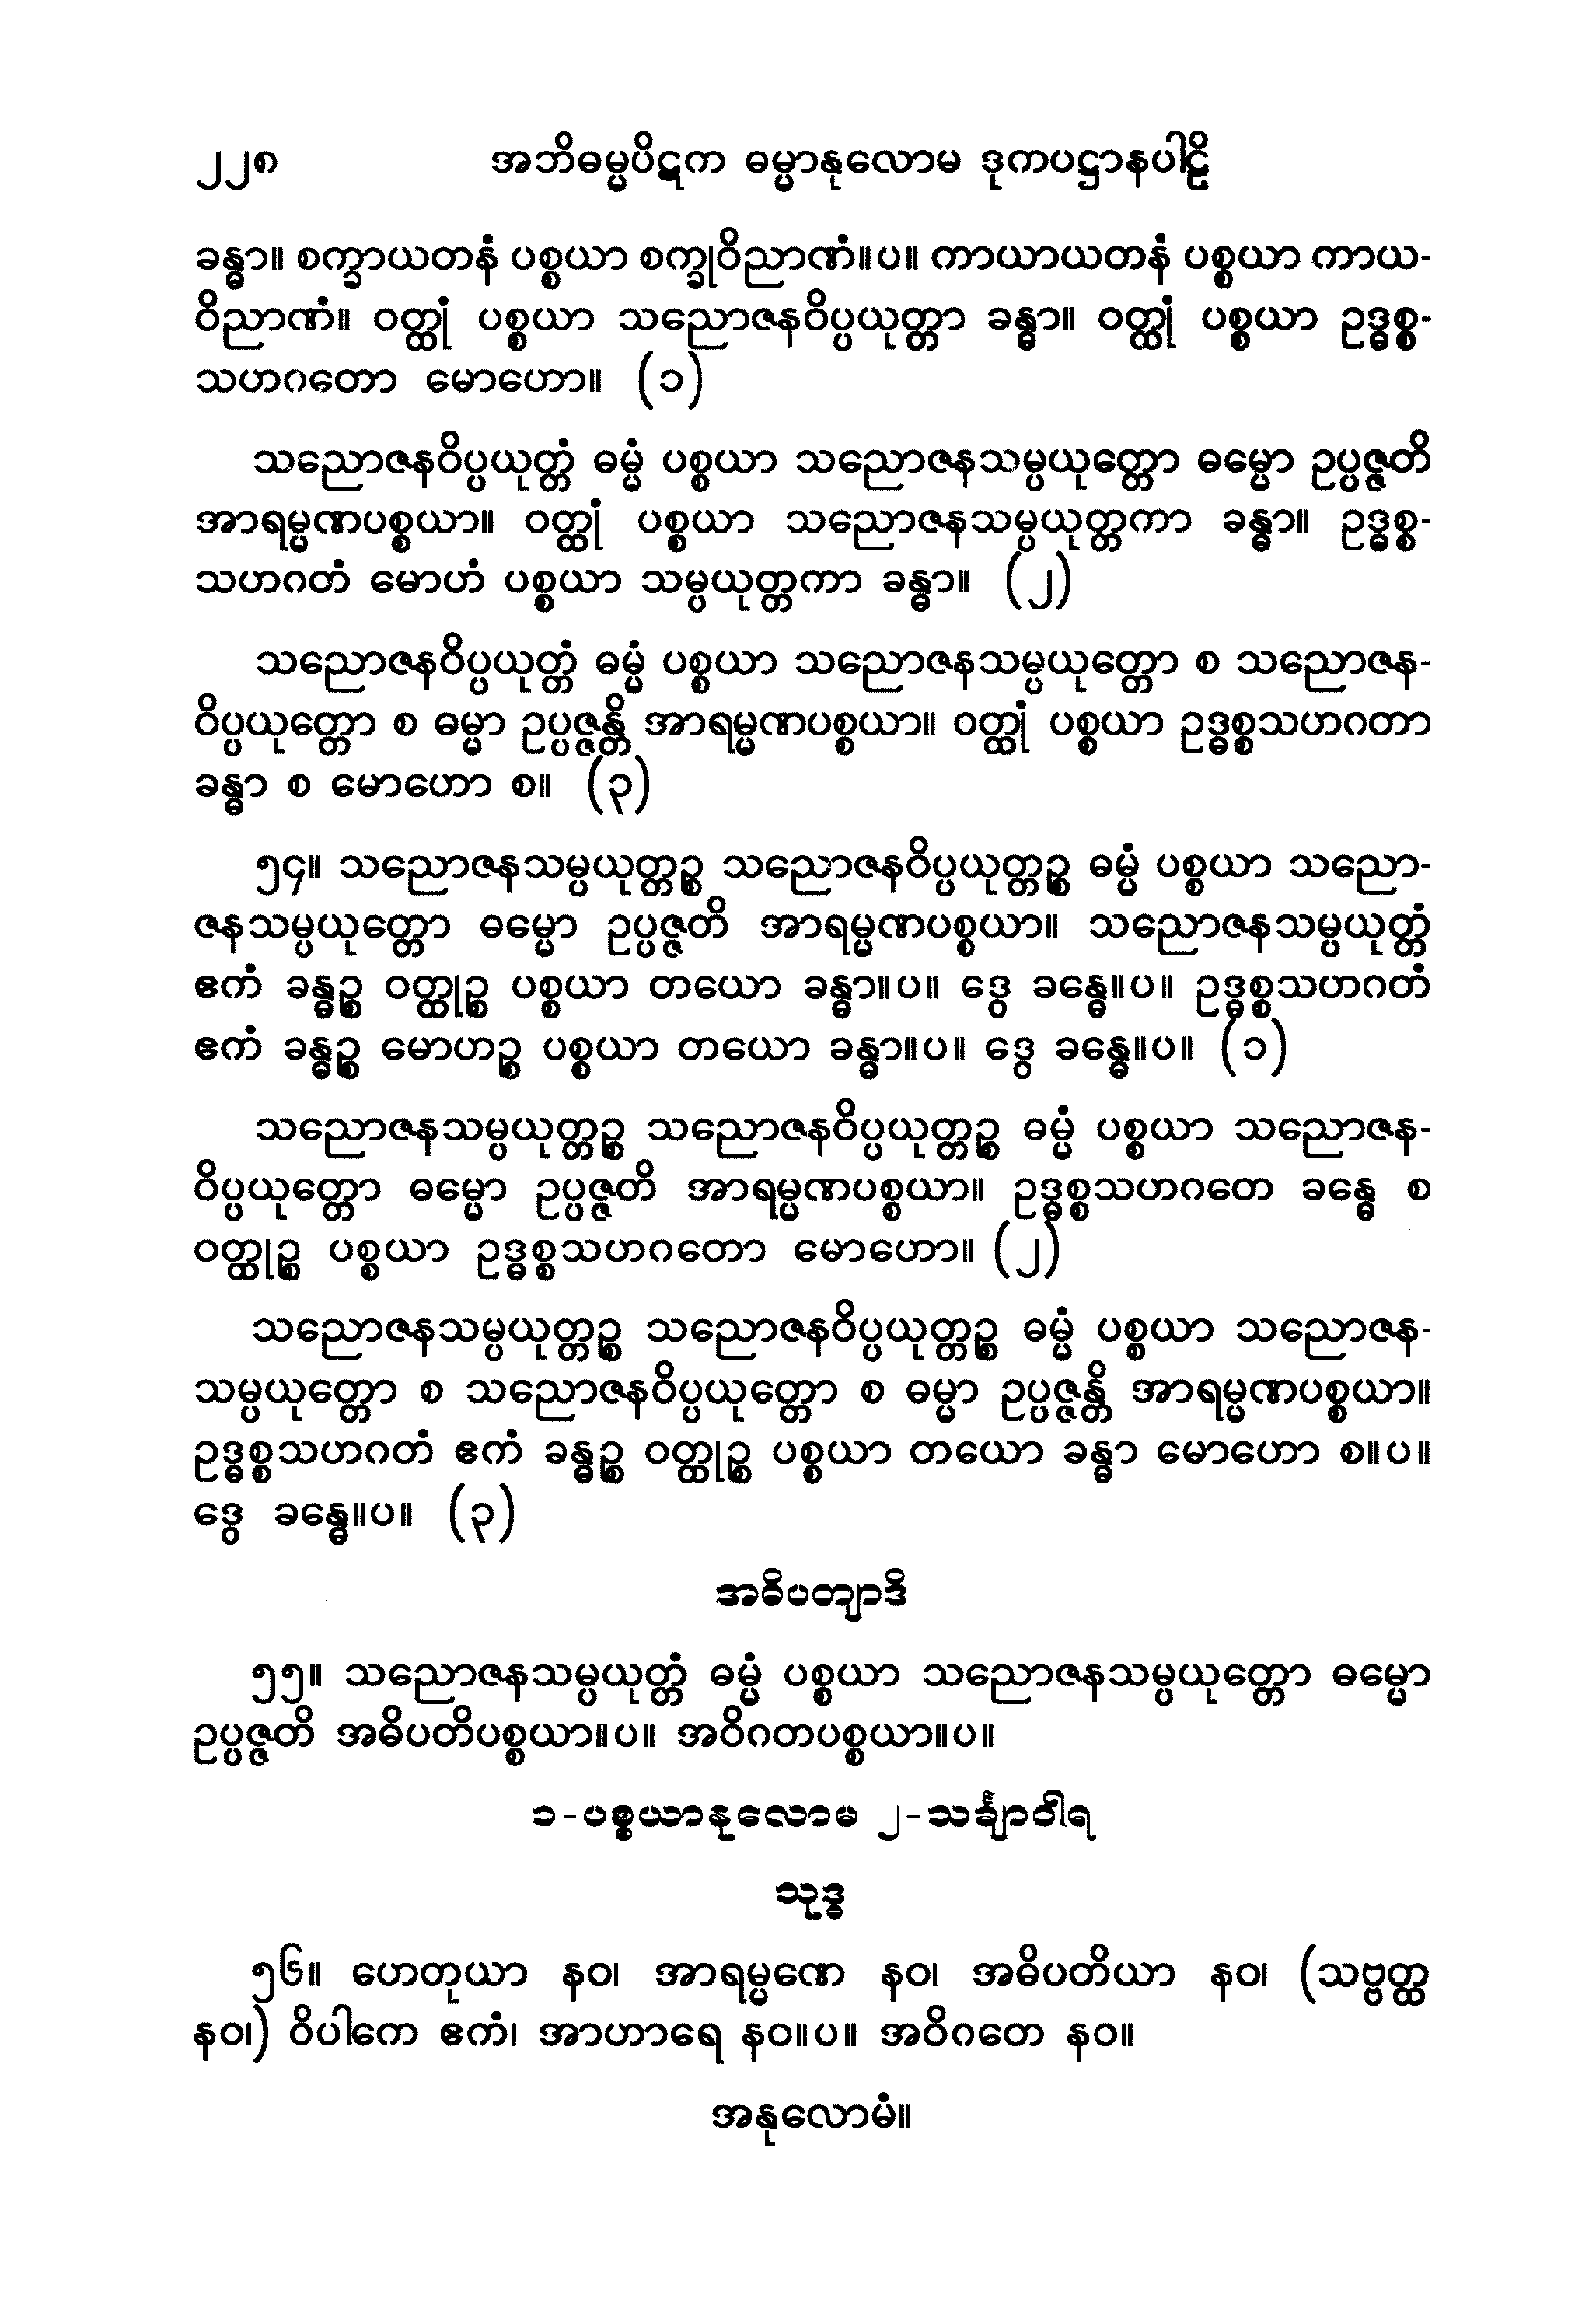 ၂၂၈ အဘိဓမ္မပိဋက ဓမ္မာနုလောမ ဒုကပဋ္ဌာနပါဠိ
ခန္ဓာ။ စက္ခာယတနံ ပစ္စယာ စက္ခုဝိညာဏံ။ပ။ ကာယာယတနံ ပစ္စယာ ကာယ-
ဝိညာဏံ။ ဝတ္ထုံ ပစ္စယာ သညောဇနဝိပ္ပယုတ္တာ ခန္ဓာ။ ဝတ္ထုံ ပစ္စယာ ဥဒ္ဓစ္စ-
သဟဂတော မောဟော။ (၁)
သညောဇနဝိပ္ပယုတ္တံ ဓမ္မံ ပစ္စယာ သညောဇနသမ္ပယုတ္တော ဓမ္မော ဥပ္ပဇ္ဇတိ
အာရမ္မဏပစ္စယာ။ ဝတ္ထုံ ပစ္စယာ သညောဇနသမ္ပယုတ္တကာ ခန္ဓာ။ ဥဒ္ဓစ္စ-
သဟဂတံ မောဟံ ပစ္စယာ သမ္ပယုတ္တကာ ခန္ဓာ။ (၂)
သညောဇနဝိပ္ပယုတ္တံ ဓမ္မံ ပစ္စယာ သညောဇနသမ္ပယုတ္တော စ သညောဇန-
ဝိပ္ပယုတ္တော စ ဓမ္မာ ဥပ္ပဇ္ဇန္တိ အာရမ္မဏပစ္စယာ။ ဝတ္ထုံ ပစ္စယာ ဥဒ္ဓစ္စသဟဂတာ
ခန္ဓာ စ မောဟော စ။ (၃)
၅၄။ သညောဇနသမ္ပယုတ္တဉ္စ သညောဇနဝိပ္ပယုတ္တဉ္စ ဓမ္မံ ပစ္စယာ သညော-
ဇနသမ္ပယုတ္တော ဓမ္မော ဥပ္ပဇ္ဇတိ အာရမ္မဏပစ္စယာ။ သညောဇနသမ္ပယုတ္တံ
ဧကံ ခန္ဓဉ္စ ဝတ္ထုဉ္စ ပစ္စယာ တယော ခန္ဓာ။ပ။ ဒွေ ခန္ဓေ။ပ။ ဥဒ္ဓစ္စသဟဂတံ
ဧကံ ခန္ဓဉ္စ မောဟဉ္စ ပစ္စယာ တယော ခန္ဓာ။ပ။ ဒွေ ခန္ဓေ။ပ။ (၁)
သညောဇနသမ္ပယုတ္တဉ္စ သညောဇနဝိပ္ပယုတ္တဉ္စ ဓမ္မံ ပစ္စယာ သညောဇန-
ဝိပ္ပယုတ္တော ဓမ္မော ဥပ္ပဇ္ဇတိ အာရမ္မဏပစ္စယာ။ ဥဒ္ဓစ္စသဟဂတေ ခန္ဓေ စ
ဝတ္ထုဉ္စ ပစ္စယာ ဥဒ္ဓစ္စသဟဂတော မောဟော။ (၂)
သညောဇနသမ္ပယုတ္တဉ္စ သညောဇနဝိပ္ပယုတ္တဉ္စ ဓမ္မံ ပစ္စယာ သညောဇန-
သမ္ပယုတ္တော စ သညောဇနဝိပ္ပယုတ္တော စ ဓမ္မာ ဥပ္ပဇ္ဇန္တိ အာရမ္မဏပစ္စယာ။
ဥဒ္ဓစ္စသဟဂတံ ဧကံ ခန္ဓဉ္စ ဝတ္ထုဉ္စ ပစ္စယာ တယော ခန္ဓာ မောဟော စ။ပ။
ဒွေ ခန္ဓေ။ပ။ (၃)
အဓိပတျာဒိ
၅၅။ သညောဇနသမ္ပယုတ္တံ ဓမ္မံ ပစ္စယာ သညောဇနသမ္ပယုတ္တော ဓမ္မော
ဥပ္ပဇ္ဇတိ အဓိပတိပစ္စယာ။ပ။ အဝိဂတပစ္စယာ။ပ။
၁-ပစ္စယာနုလောမ ၂-သင်္ချာဝါရ
သုဒ္ဓ
၅၆။ ဟေတုယာ နဝ၊ အာရမ္မဏေ နဝ၊ အဓိပတိယာ နဝ၊ (သဗ္ဗတ္ထ
နဝ၊) ဝိပါကေ ဧကံ၊ အာဟာရေ နဝ။ပ။ အဝိဂတေ နဝ။
အနုလောမံ။